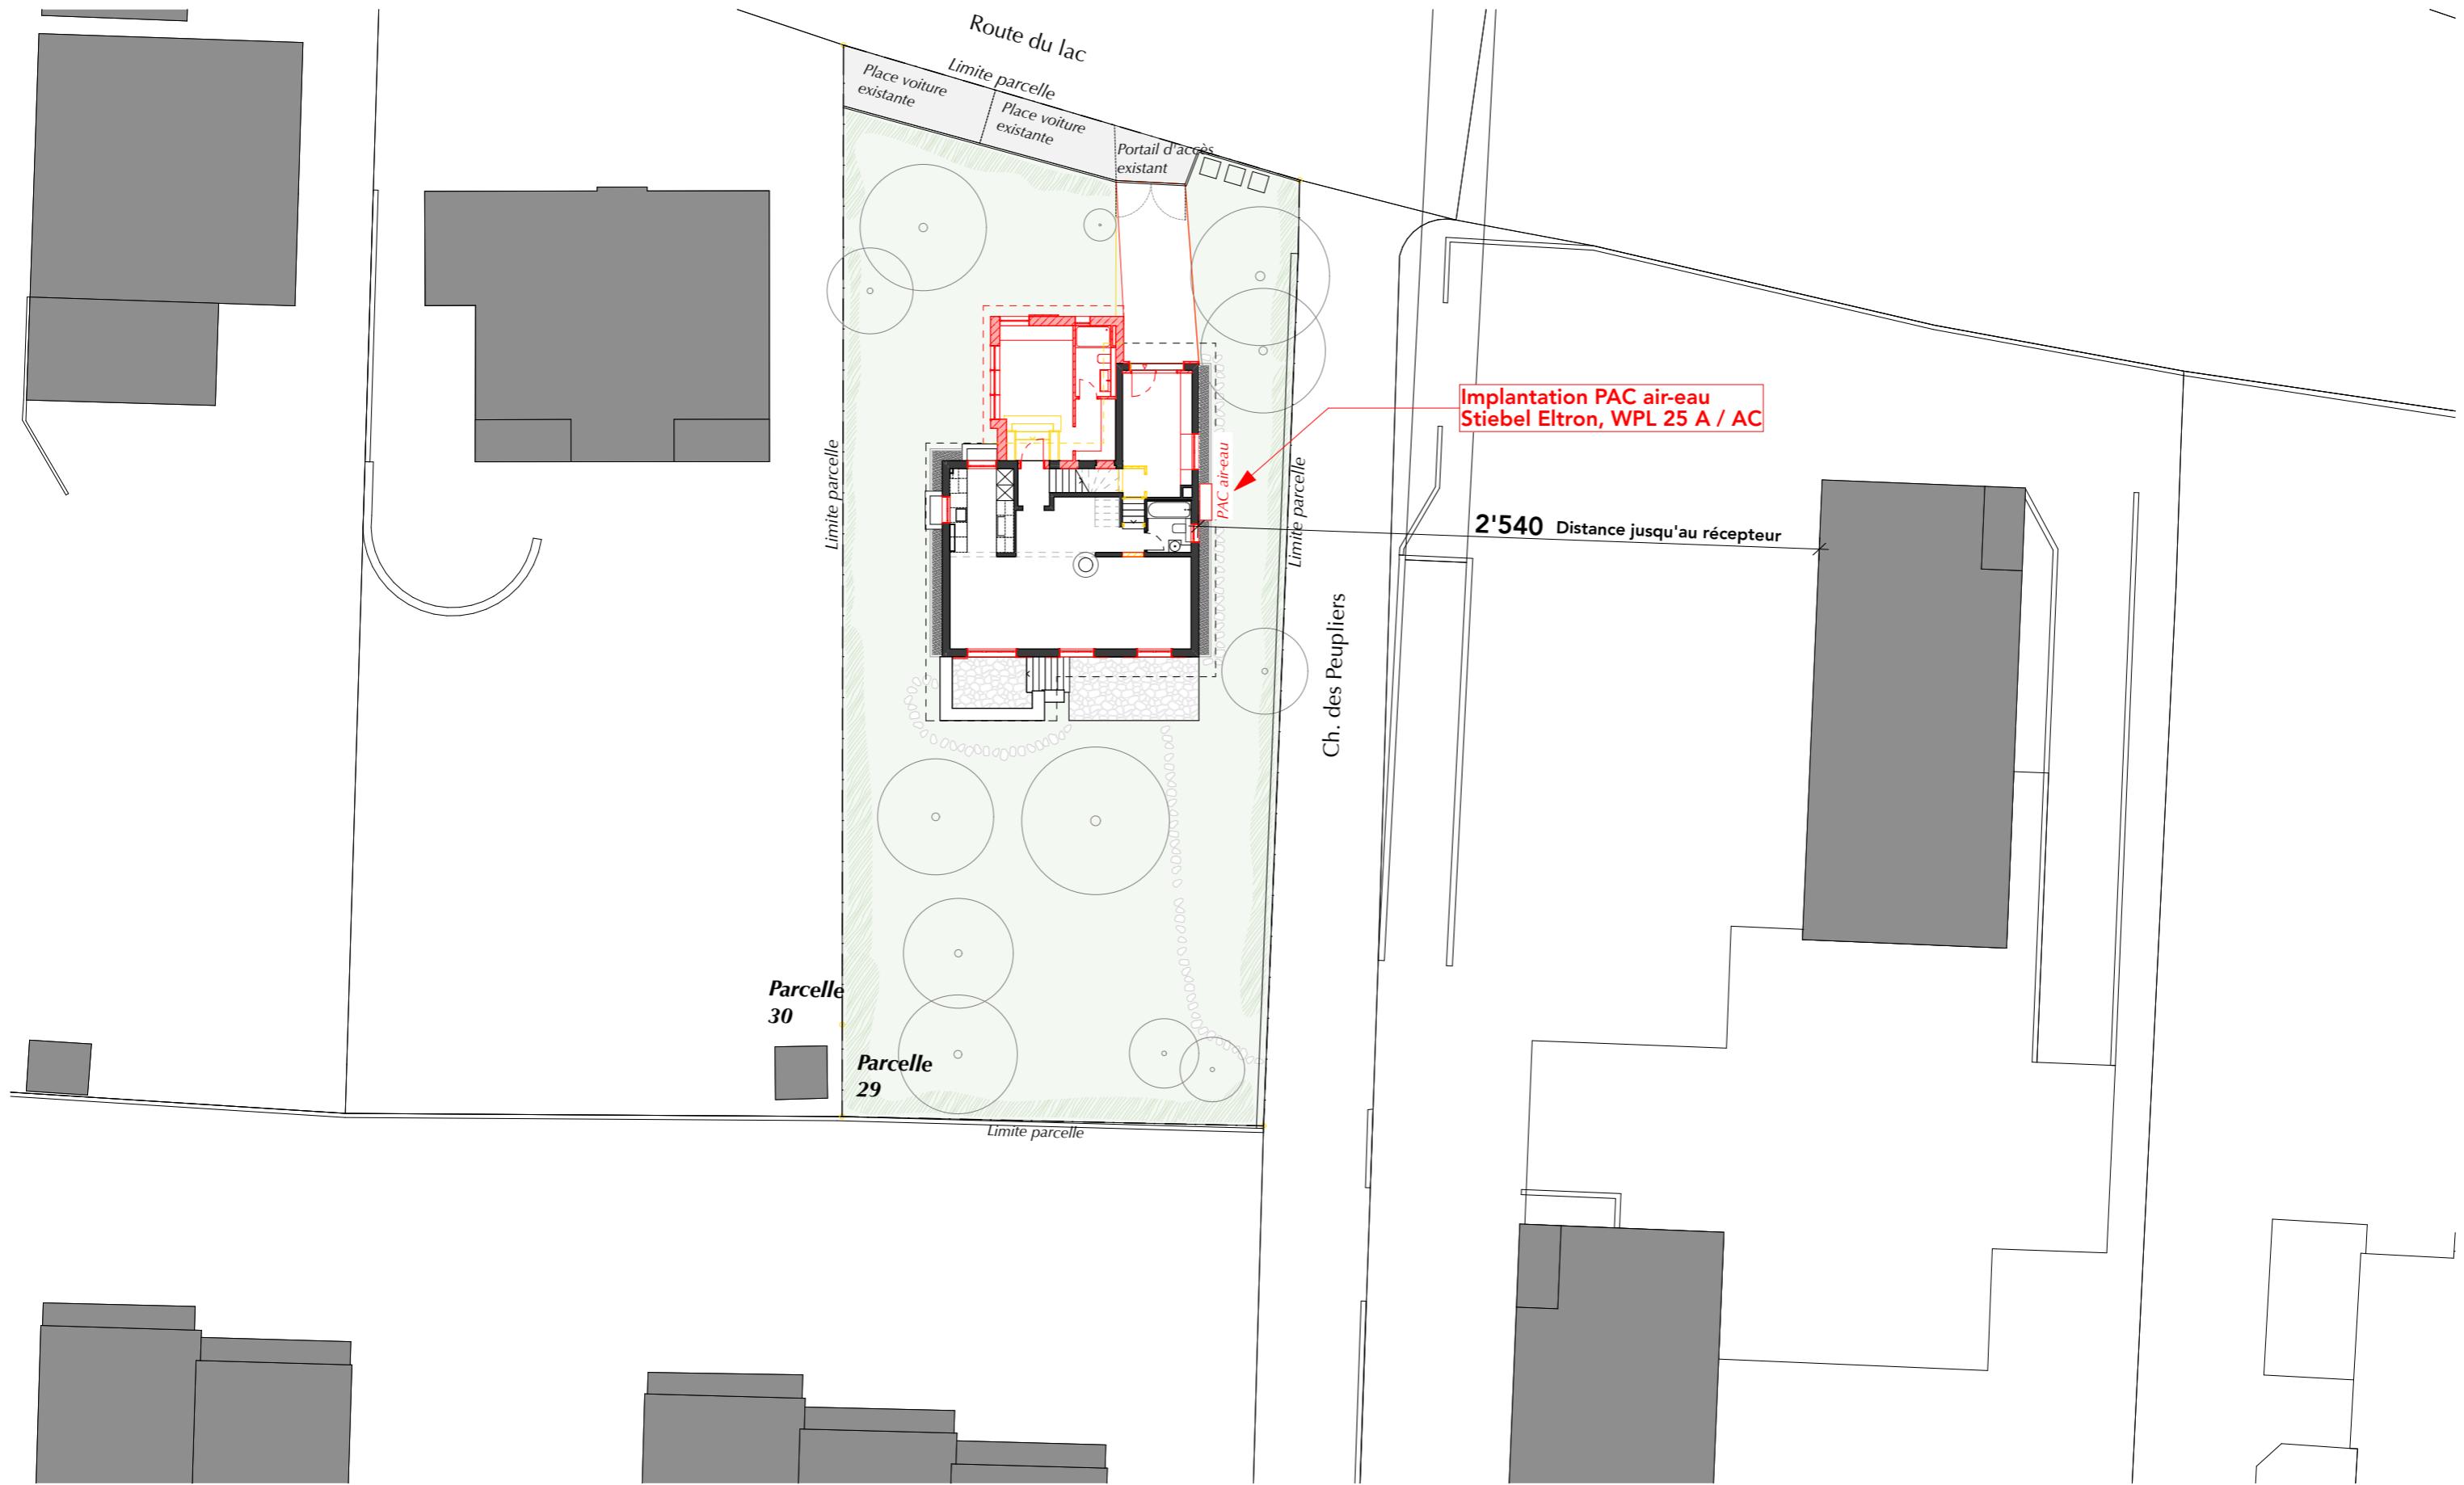 Route du lac
Limite parcelle
Place voiture
existante
Place voiture
existante
Portail d'accès
existant
Implantation PAC air-eau
Stiebel Eltron, WPL 25 A / AC
Limite parcelle
PAC air-eau
Limite parcelle
2'540 Distance jusqu'au récepteur
Ch. des Peupliers
Parcelle
30
Parcelle
29
Limite parcelle